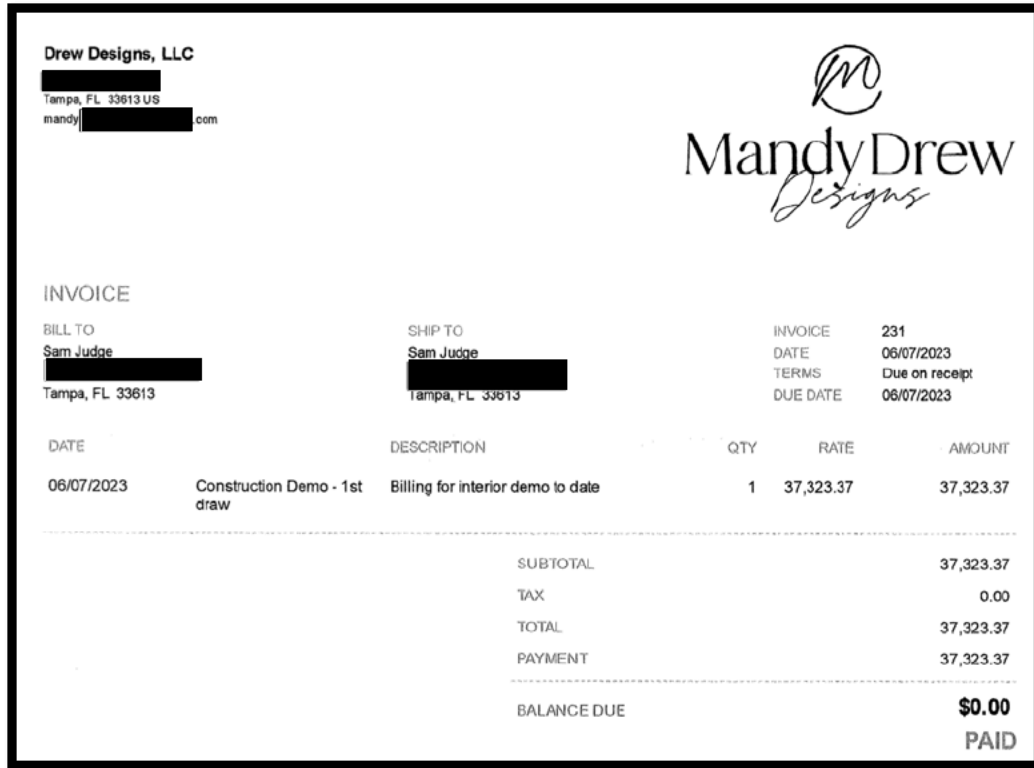 Drew Designs, LLC
Tampa, FL 33613 US
mandy
.com
M
Mandy Drew
Designs
INVOICE
BILL TO
Sam Judge
Tampa, FL 33613
SHIP TO
Sam Judge
Tampa, FL 33613
INVOICE 231
DATE 06/07/2023
TERMS Due on receipt
DUE DATE 06/07/2023
DATE DESCRIPTION QTY RATE AMOUNT
06/07/2023 Construction Demo - 1st Billing for interior demo to date 1 37,323.37 37,323.37
draw
SUBTOTAL 37,323.37
TAX 0.00
TOTAL 37,323.37
PAYMENT 37,323.37
BALANCE DUE $0.00
PAID